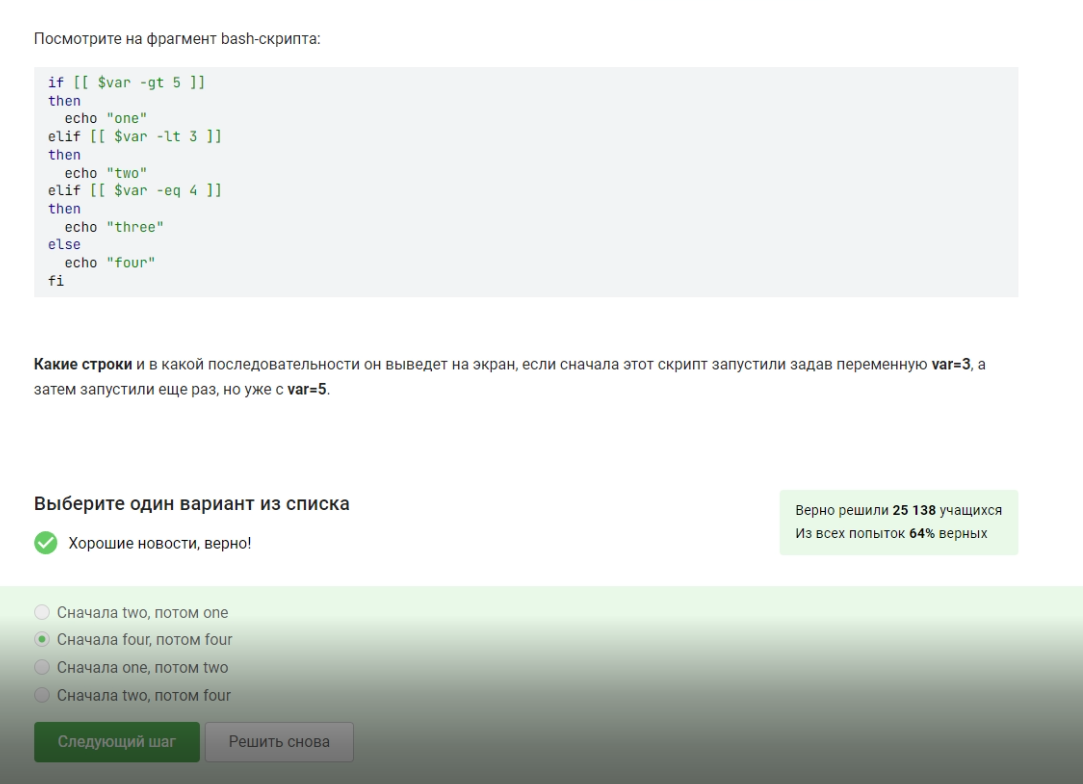 Посмотрите на фрагмент bash-скрипта:
if [[ $var -gt 5 ]]
then
  echo "one"
elif [[ $var -lt 3 ]]
then
  echo "two"
elif [[ $var -eq 4 ]]
then
  echo "three"
else
  echo "four"
fi
Какие строки и в какой последовательности он выведет на экран, если сначала этот скрипт запустили задав переменную var=3, а
затем запустили еще раз, но уже с var=5.
Выберите один вариант из списка
Хорошие новости, верно!
Верно решили 25 138 учащихся
Из всех попыток 64% верных
Сначала two, потом one
Сначала four, потом four
Сначала one, потом two
Сначала two, потом four
Следующий шаг
Решить снова